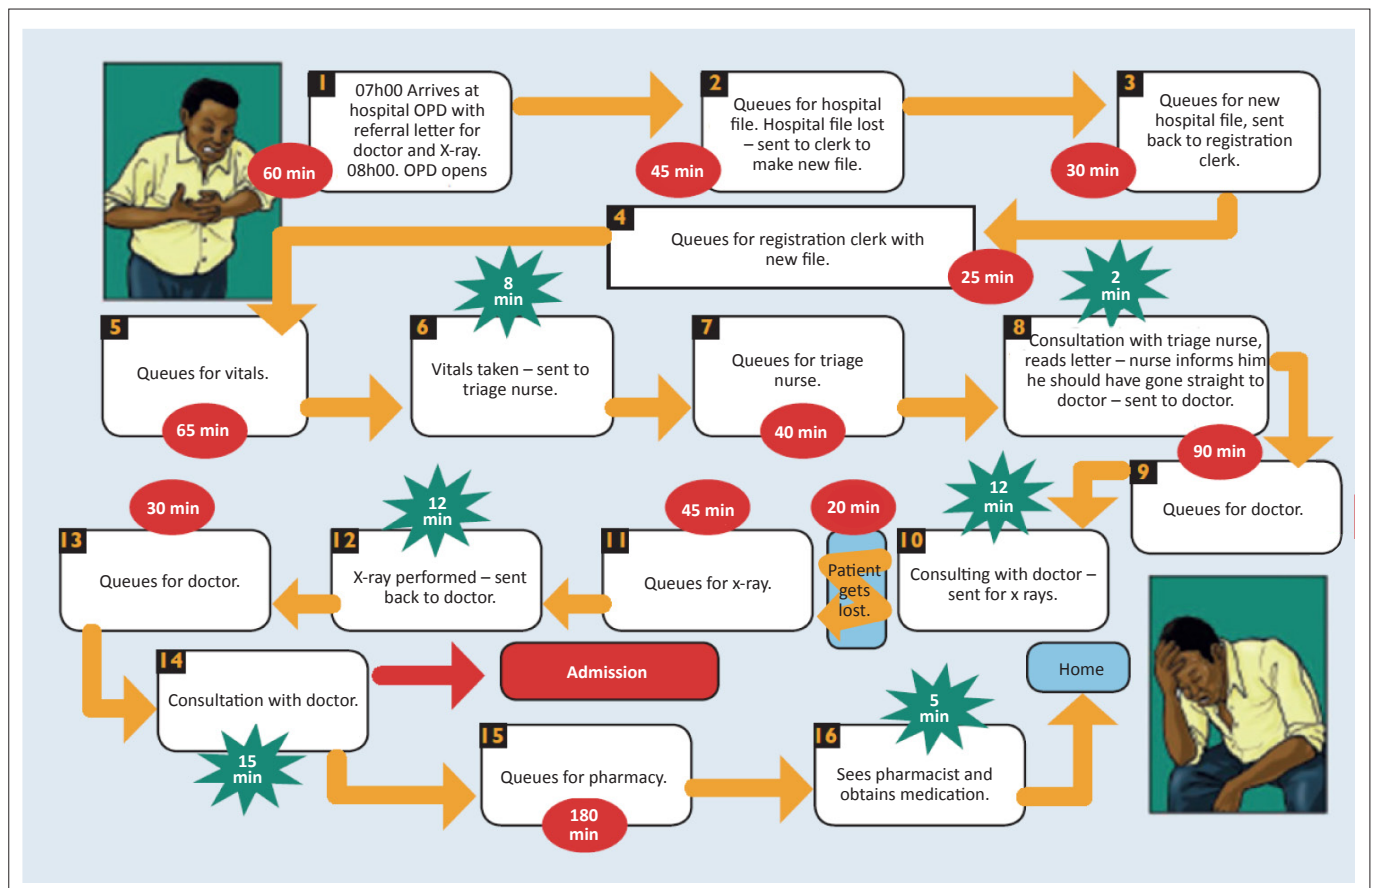 1
07h00 Arrives at
hospital OPD with
referral letter for
doctor and X-ray.
08h00. OPD opens
60 min
2
Queues for hospital
file. Hospital file lost
– sent to clerk to
make new file.
45 min
3
Queues for new
hospital file, sent
back to registration
clerk.
30 min
4
Queues for registration clerk with
new file.
25 min
5
Queues for vitals.
65 min
6
8
min
Vitals taken – sent to
triage nurse.
7
Queues for triage
nurse.
40 min
8
2
min
Consultation with triage nurse,
reads letter – nurse informs him
he should have gone straight to
doctor – sent to doctor.
9
90 min
Queues for doctor.
10
12
min
Consulting with doctor –
sent for x rays.
20 min
Patient
gets
lost.
11
45 min
Queues for x-ray.
12
12
min
X-ray performed – sent
back to doctor.
13
30 min
Queues for doctor.
14
Consultation with doctor.
15
min
Admission
15
Queues for pharmacy.
180
min
16
5
min
Sees pharmacist and
obtains medication.
Home